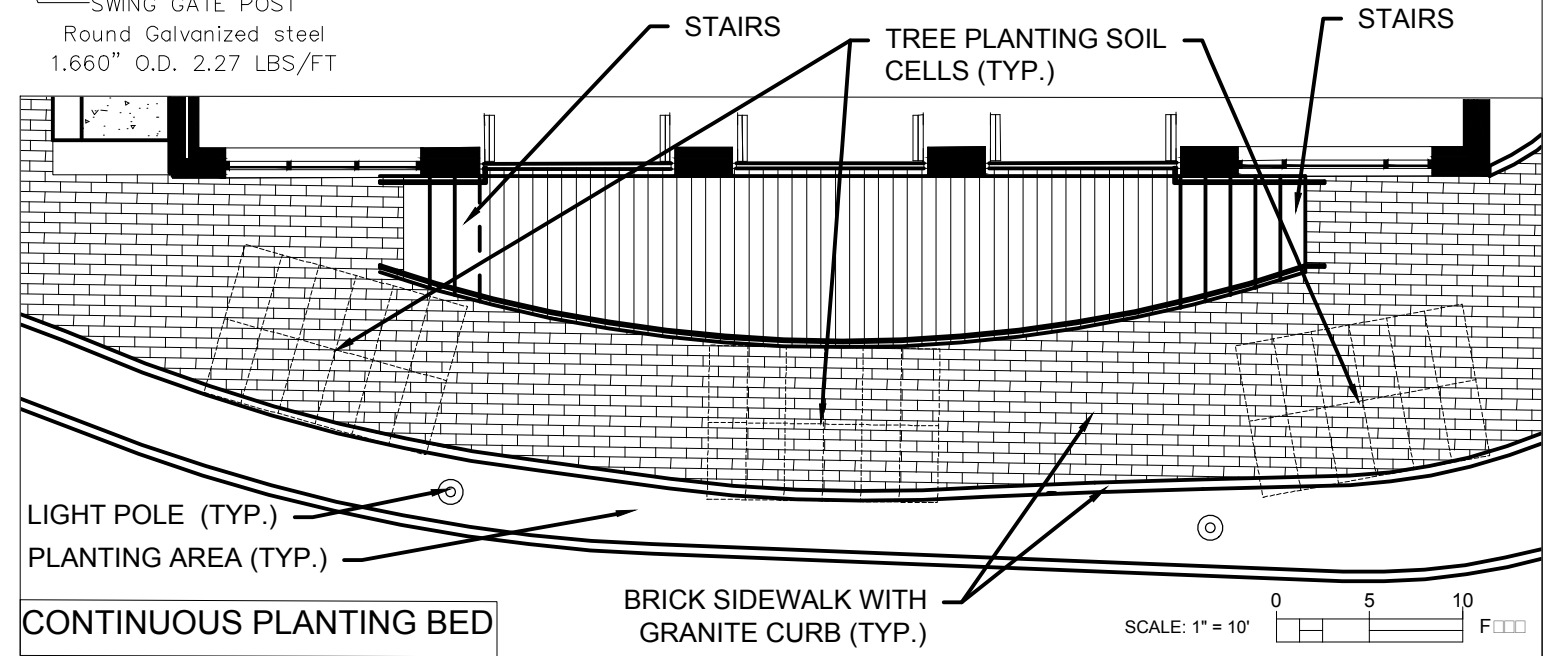 SWING GATE POST
Round Galvanized steel
1.660" O.D. 2.27 LBS/FT
STAIRS
TREE PLANTING SOIL
CELLS (TYP.)
STAIRS
LIGHT POLE (TYP.)
PLANTING AREA (TYP.)
BRICK SIDEWALK WITH
GRANITE CURB (TYP.)
CONTINUOUS PLANTING BED
SCALE: 1" = 10'
0 5 10
F